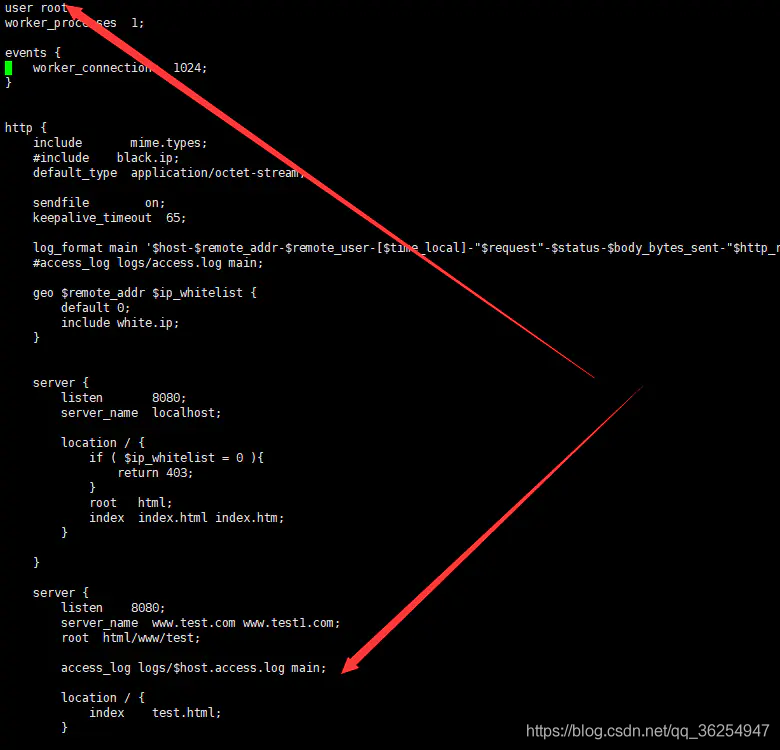 user root
worker_processes  1;
events {
    worker_connection   1024;
}
http {
    include       mime.types;
    #include    black.ip;
    default_type  application/octet-stream;
    sendfile        on;
    keepalive_timeout  65;
    log_format main '$host-$remote_addr-$remote_user-[$time_local]-"$request"-$status-$body_bytes_sent-"$http_r
    #access_log logs/access.log main;
    geo $remote_addr $ip_whitelist {
        default 0;
        include white.ip;
    }
    server {
        listen       8080;
        server_name  localhost;
        location / {
            if ( $ip_whitelist = 0 ){
                return 403;
            }
            root   html;
            index  index.html index.htm;
        }
    }
    server {
        listen    8080;
        server_name  www.test.com www.test1.com;
        root  html/www/test;
        access_log logs/$host.access.log main;
        location / {
            index    test.html;
        }
https://blog.csdn.net/qq_36254947